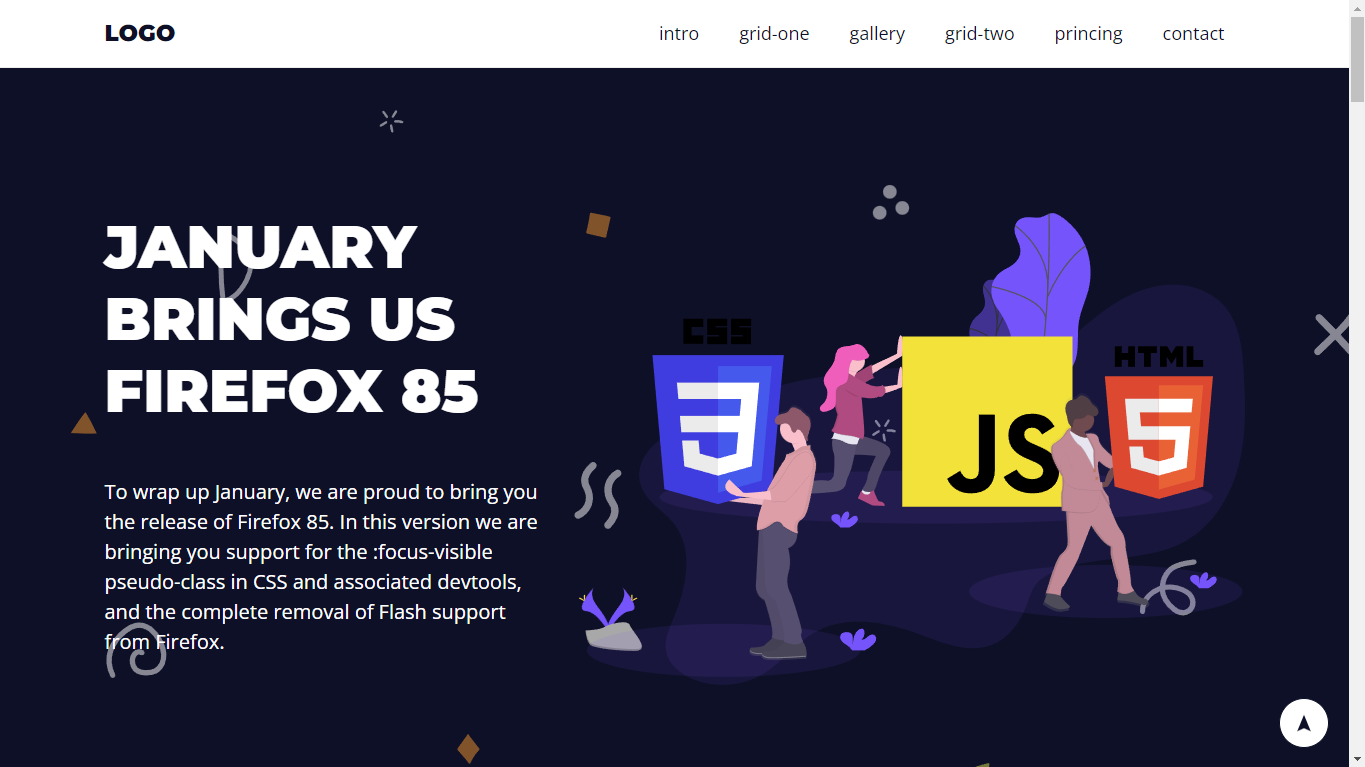 LOGO
intro grid-one gallery grid-two princing contact
JANUARY
BRINGS US
FIREFOX 85
To wrap up January, we are proud to bring you
the release of Firefox 85. In this version we are
bringing you support for the :focus-visible
pseudo-class in CSS and associated devtools,
and the complete removal of Flash support
from Firefox.
CSS
3
JS
HTML
5